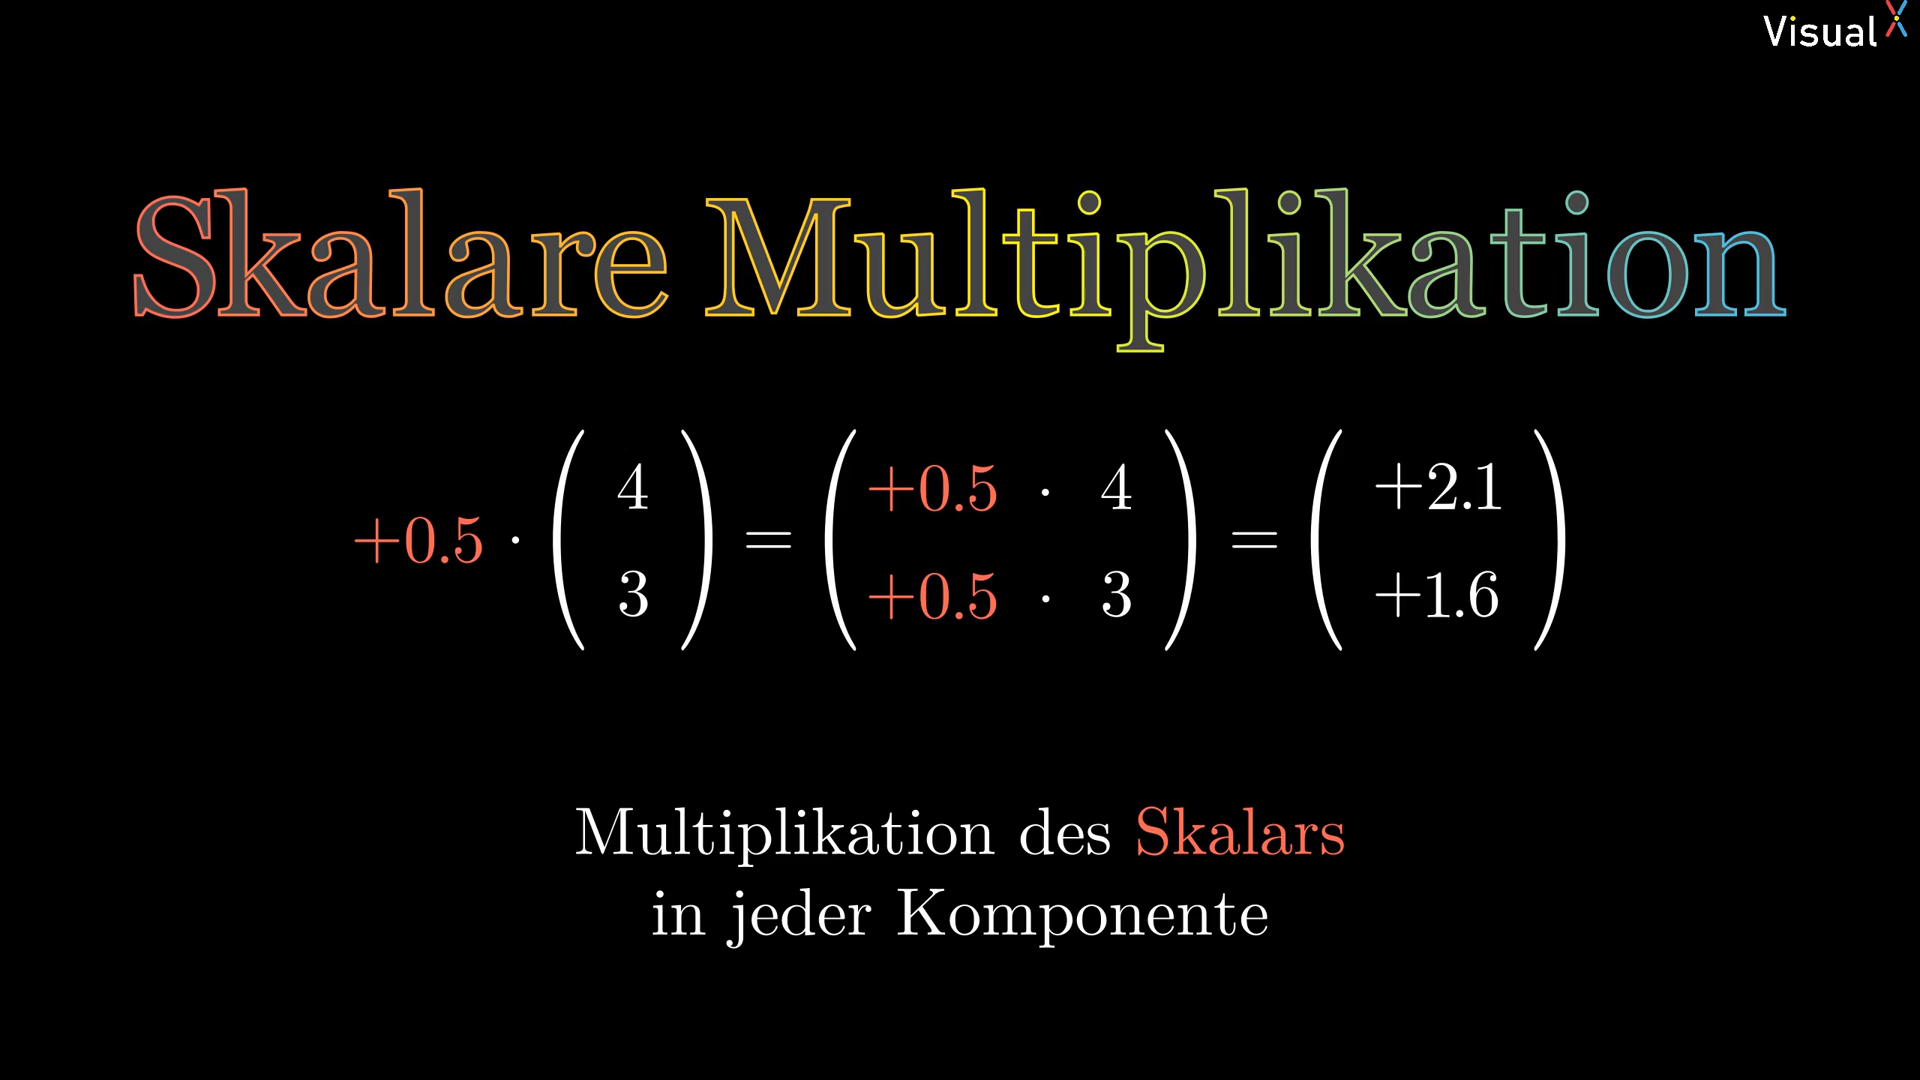 Visual X
Skalare Multiplikation
+0.5 · ( 4 ) = ( +0.5 · 4 ) = ( +2.1 )
( 3 ) ( +0.5 · 3 ) ( +1.6 )
Multiplikation des Skalars
in jeder Komponente